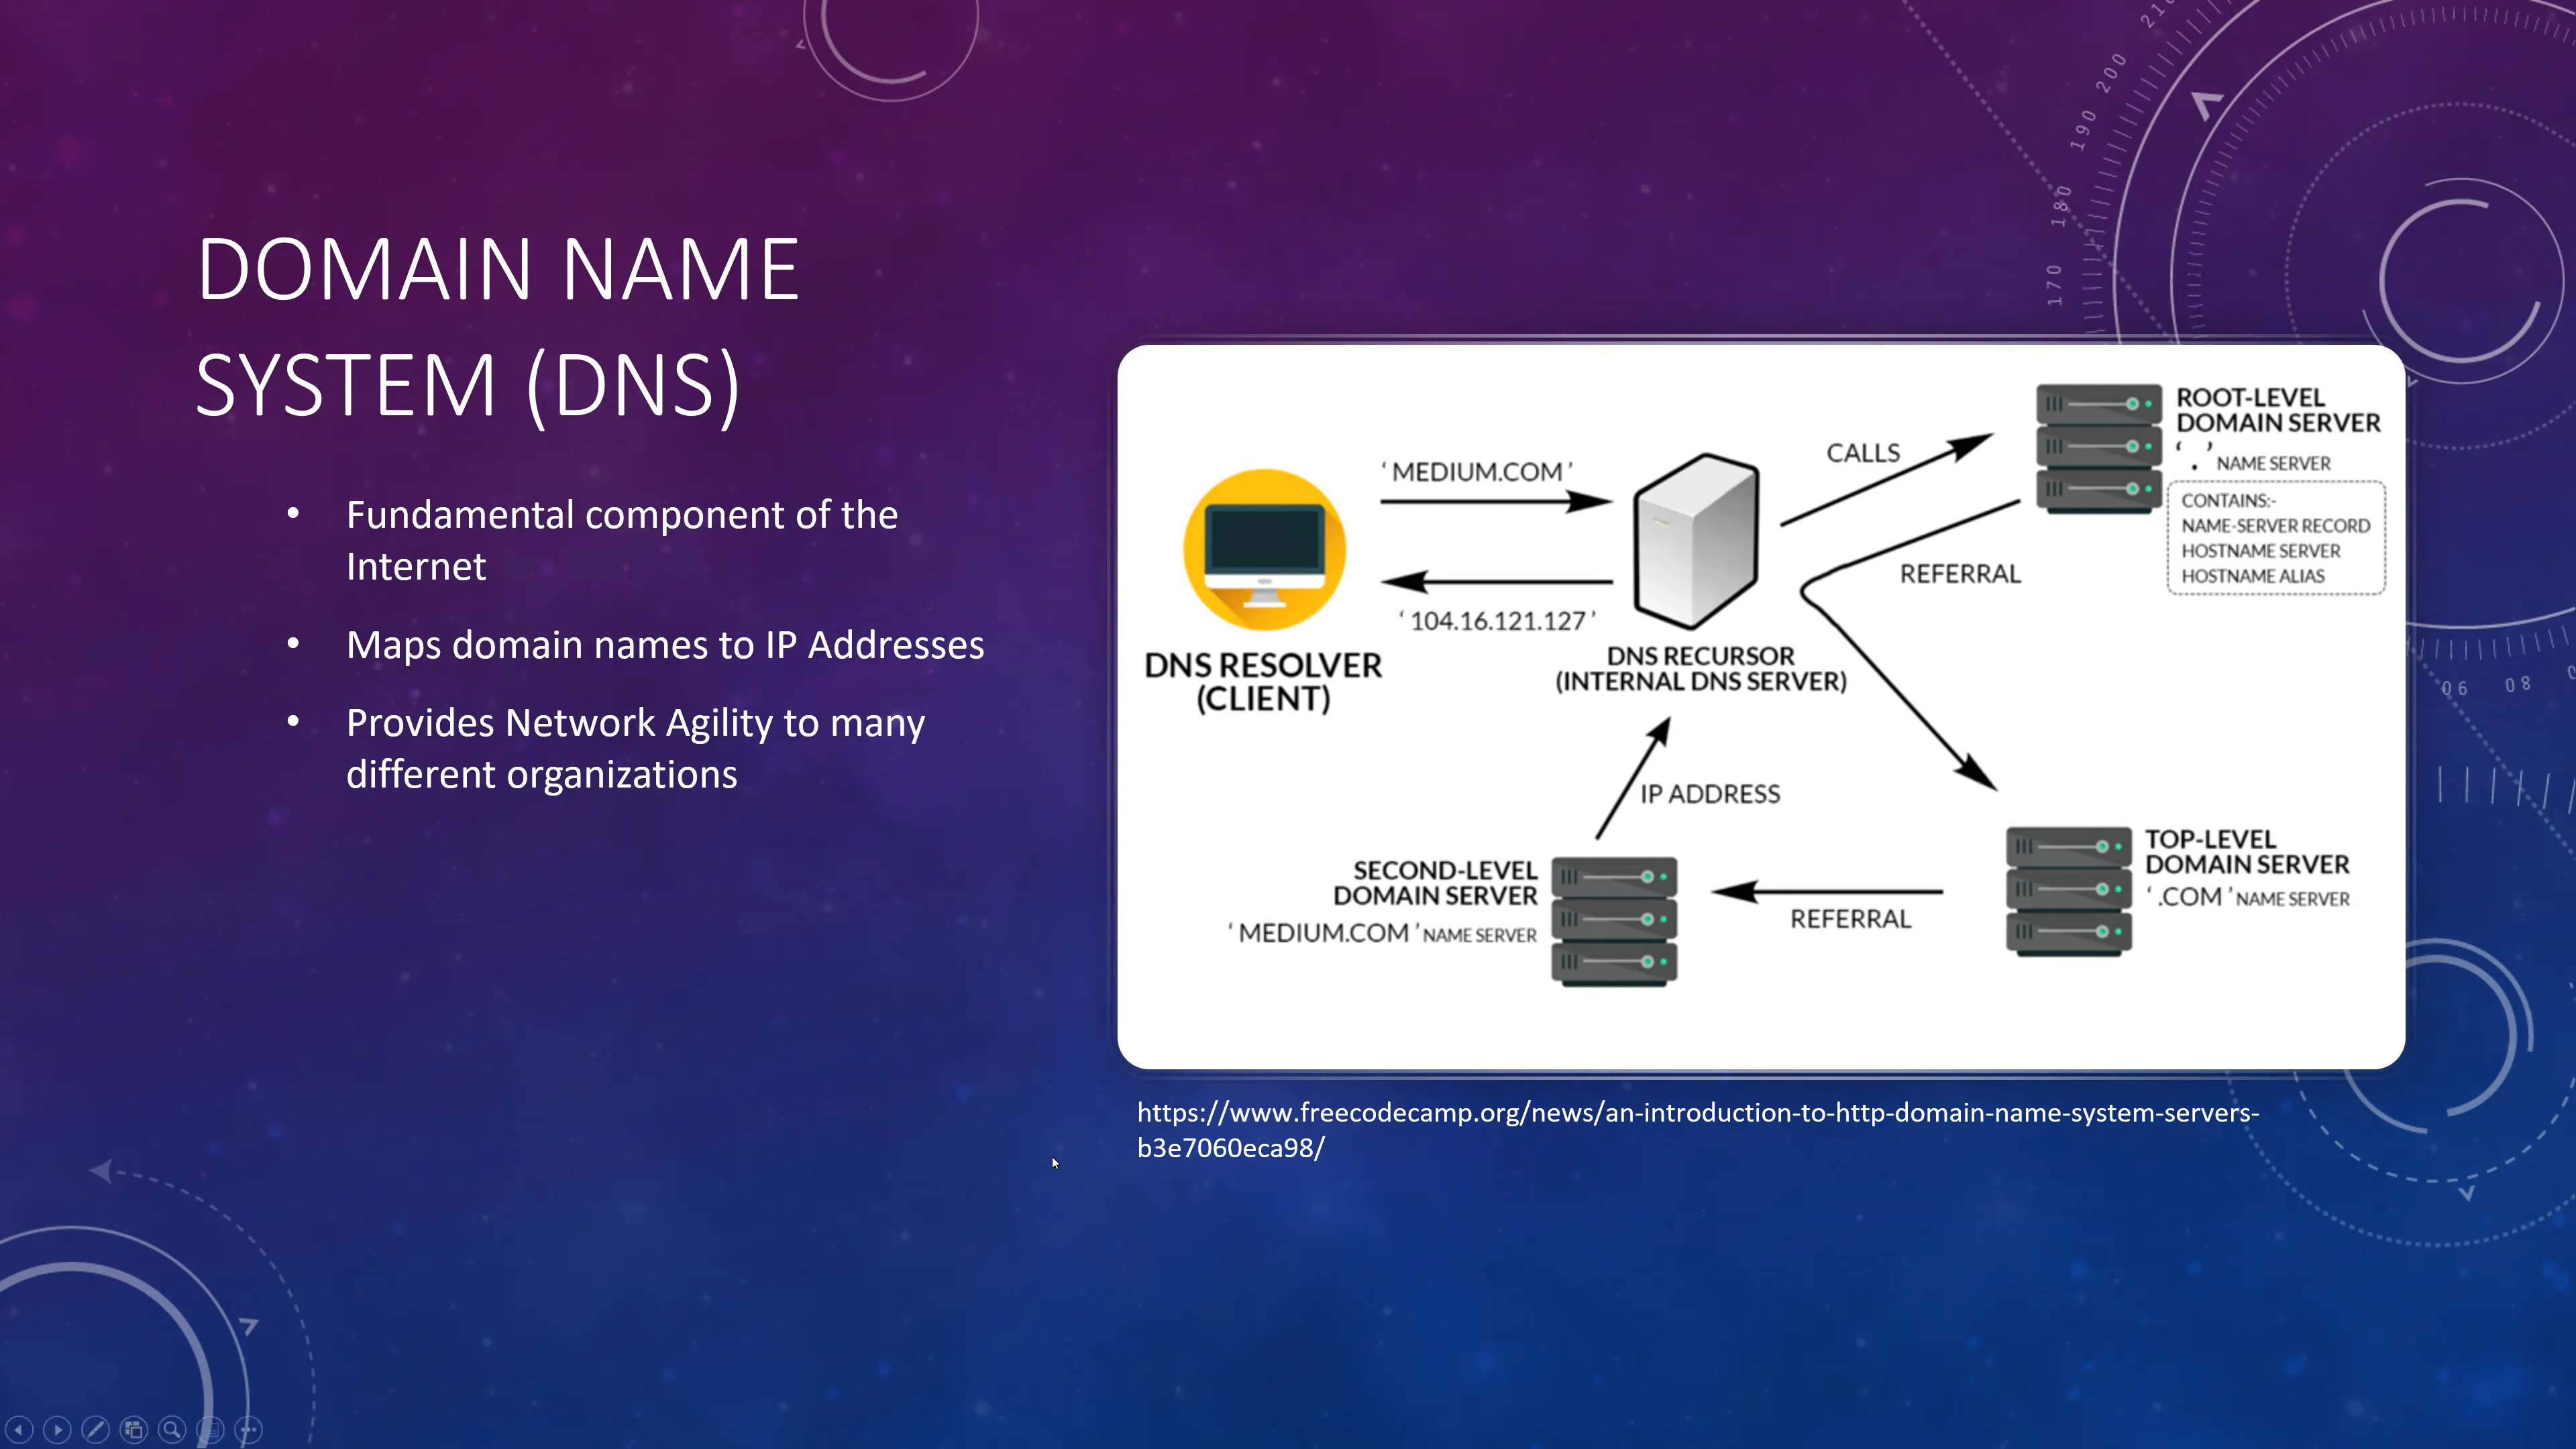 DOMAIN NAME
SYSTEM (DNS)
• Fundamental component of the
Internet
• Maps domain names to IP Addresses
• Provides Network Agility to many
different organizations
‘ MEDIUM.COM ’
‘ 104.16.121.127 ’
DNS RESOLVER
(CLIENT)
DNS RECURSOR
(INTERNAL DNS SERVER)
CALLS
REFERRAL
ROOT-LEVEL
DOMAIN SERVER
‘ . ’ NAME SERVER
CONTAINS:-
NAME-SERVER RECORD
HOSTNAME SERVER
HOSTNAME ALIAS
IP ADDRESS
SECOND-LEVEL
DOMAIN SERVER
‘ MEDIUM.COM ’ NAME SERVER
REFERRAL
TOP-LEVEL
DOMAIN SERVER
‘ .COM ’ NAME SERVER
https://www.freecodecamp.org/news/an-introduction-to-http-domain-name-system-servers-
b3e7060eca98/
170
180
190
200